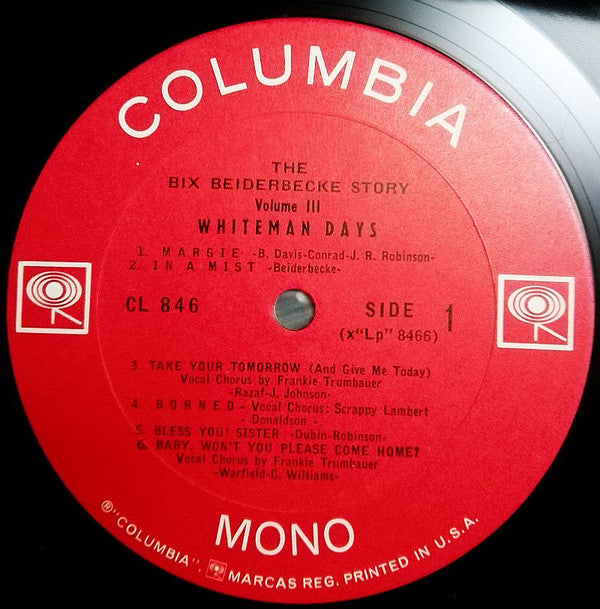 COLUMBIA
THE
BIX BEIDERBECKE STORY
Volume III
WHITEMAN DAYS
1. MARGIE -B. Davis-Conrad-J. R. Robinson-
2. IN A MIST -Beiderbecke-
CL 846
SIDE 1
(x"Lp" 8466)
3. TAKE YOUR TOMORROW (And Give Me Today)
Vocal Chorus by Frankie Trumbauer
-Razaf-J. Johnson-
4. BORNEO - Vocal Chorus: Scrappy Lambert
- Donaldson -
5. BLESS YOU! SISTER -Dubin-Robinson-
6. BABY, WON'T YOU PLEASE COME HOME?
Vocal Chorus by Frankie Trumbauer
-Warfield-C. Williams-
MONO
®"COLUMBIA", MARCAS REG. PRINTED IN U.S.A.